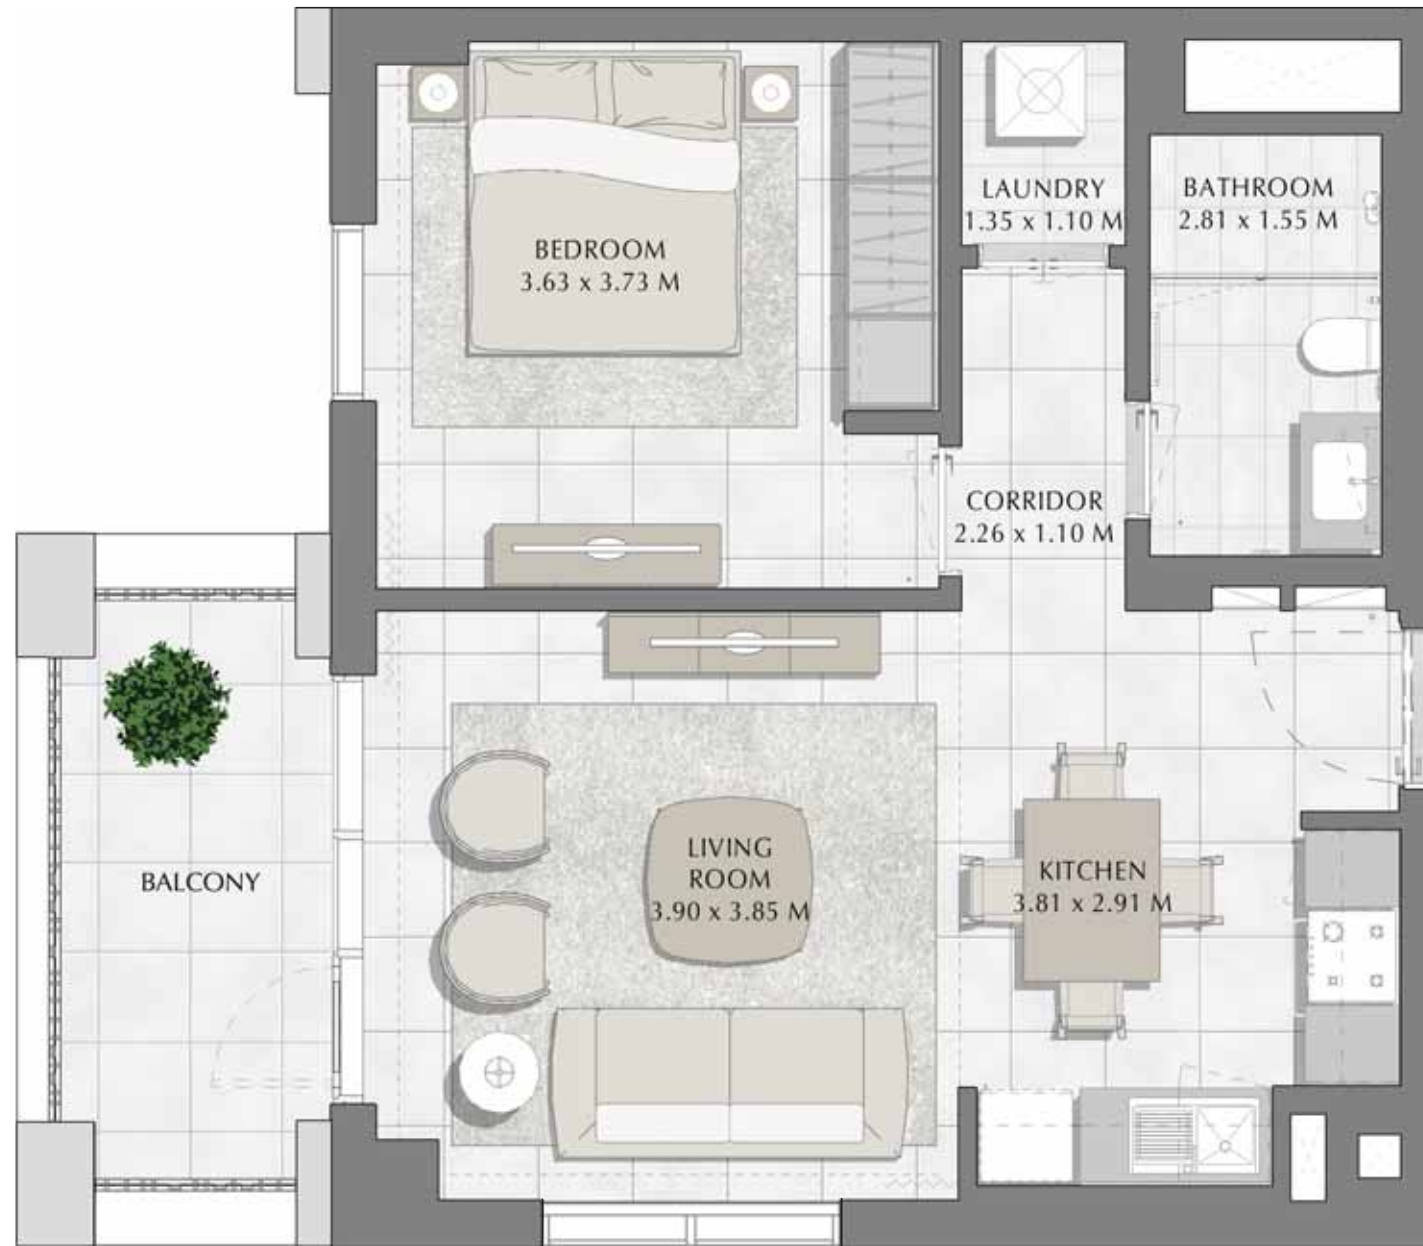 LAUNDRY
1.35 x 1.10 M
BATHROOM
2.81 x 1.55 M
BEDROOM
3.63 x 3.73 M
CORRIDOR
2.26 x 1.10 M
LIVING
ROOM
3.90 x 3.85 M
KITCHEN
3.81 x 2.91 M
BALCONY